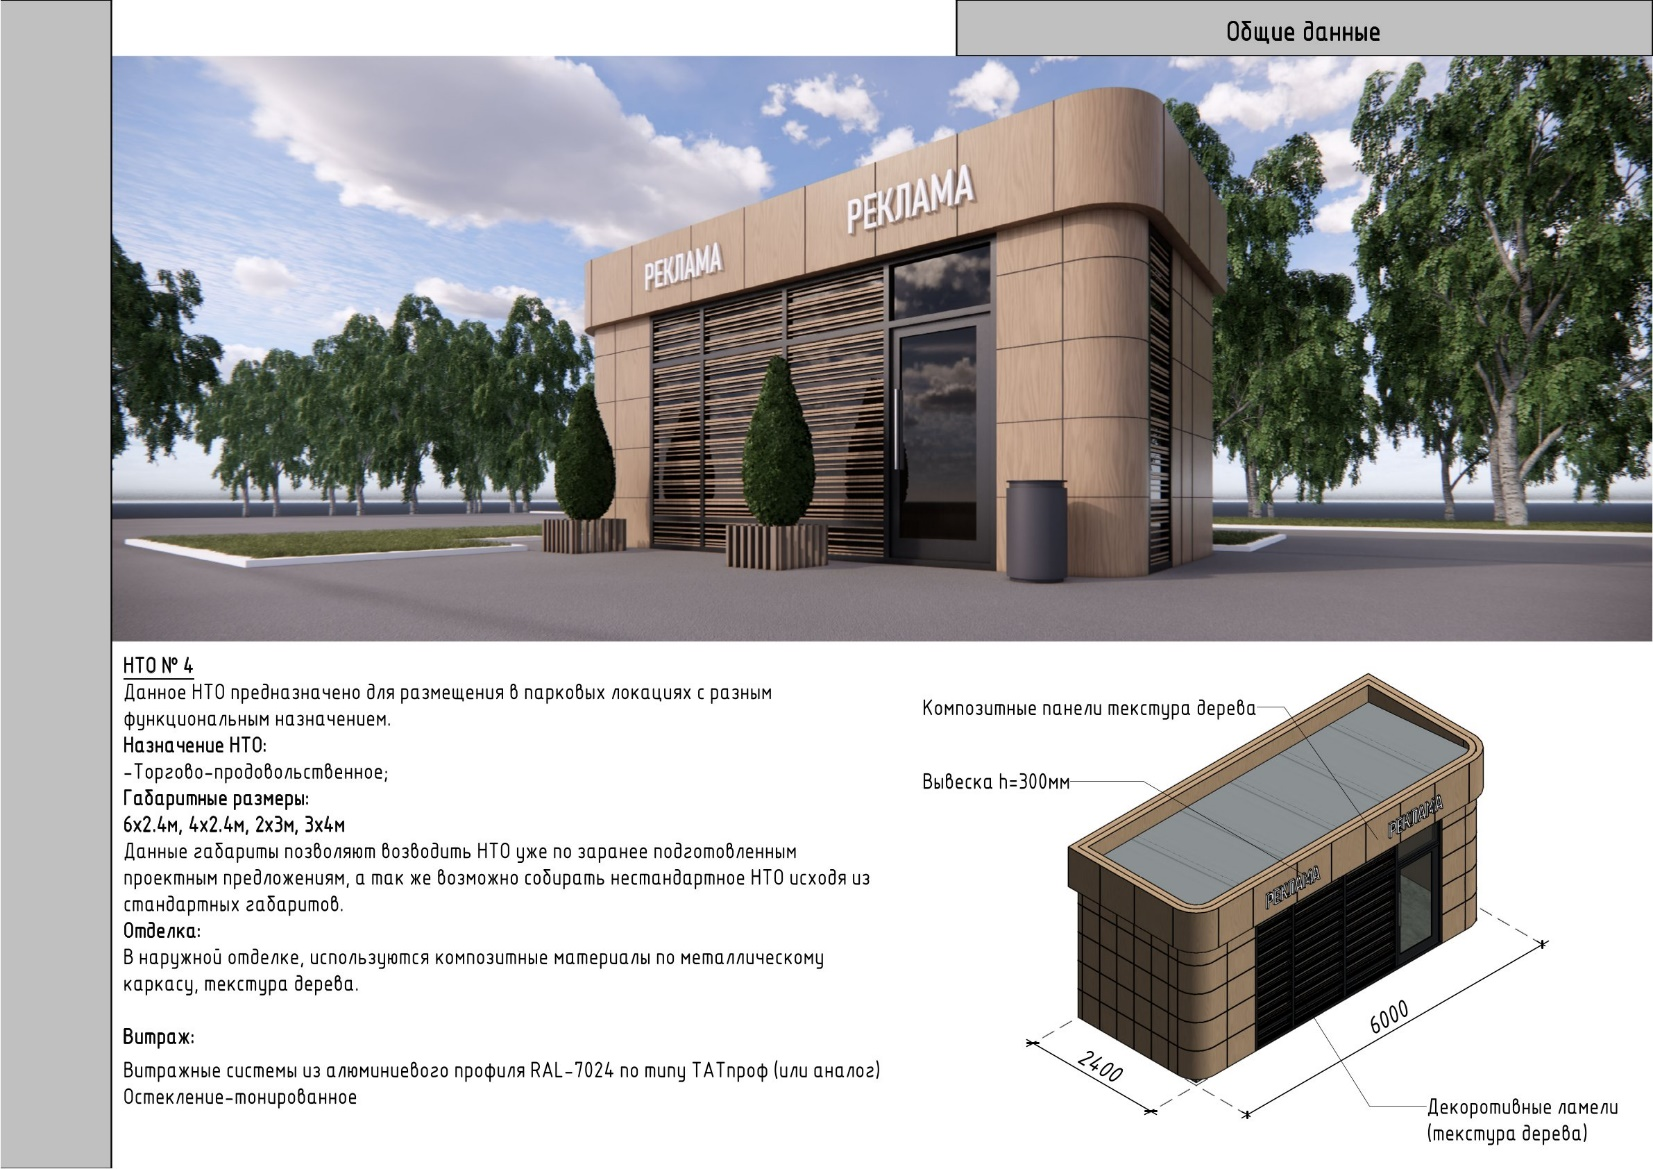 Общие данные
РЕКЛАМА
РЕКЛАМА
НТО № 4
Данное НТО предназначено для размещения в парковых локациях с разным
функциональным назначением.
Назначение НТО:
-Торгово-продовольственное;
Габаритные размеры:
6х2.4м, 4х2.4м, 2х3м, 3х4м
Данные габариты позволяют возводить НТО уже по заранее подготовленным
проектным предложениям, а так же возможно собирать нестандартное НТО исходя из
стандартных габаритов.
Отделка:
В наружной отделке, используются композитные материалы по металлическому
каркасу, текстура дерева.
Витраж:
Витражные системы из алюминиевого профиля RAL-7024 по типу ТАТпроф (или аналог)
Остекление-тонированное
Композитные панели текстура дерева
Вывеска h=300мм
РЕКЛАМА
РЕКЛАМА
6000
2400
Декоротивные ламели
(текстура дерева)